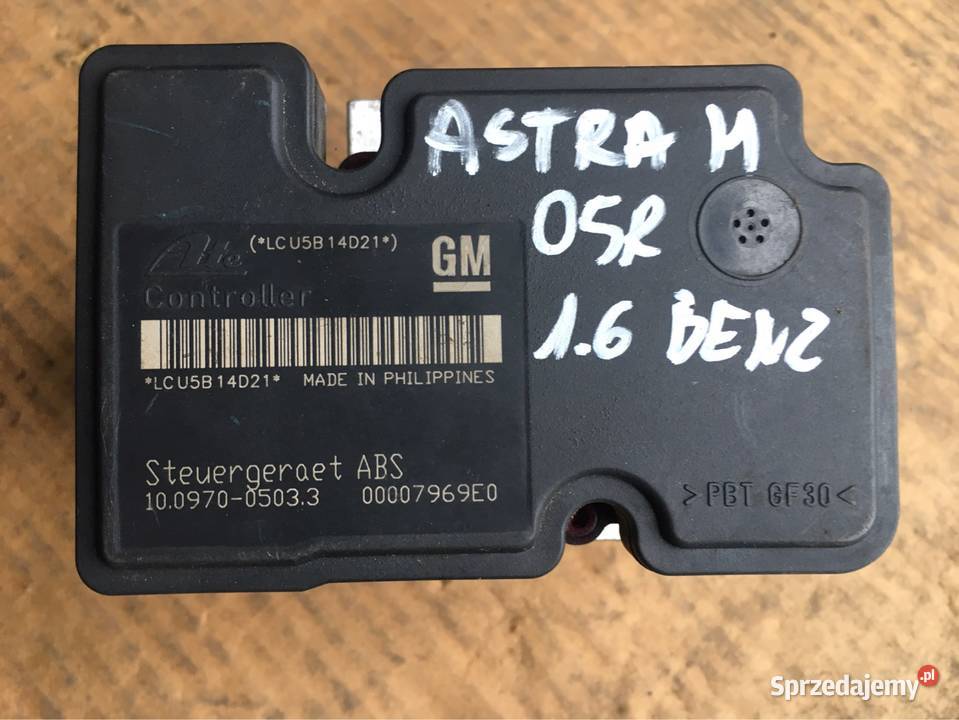 ASTRA H
05R
1.6 BENZ
Ate (*LCU5B14D21*)
GM
Controller
*LCU5B14D21* MADE IN PHILIPPINES
Steuergeraet ABS
10.0970-0503.3 00007969E0
>PBT GF30<
Sprzedajemy.pl